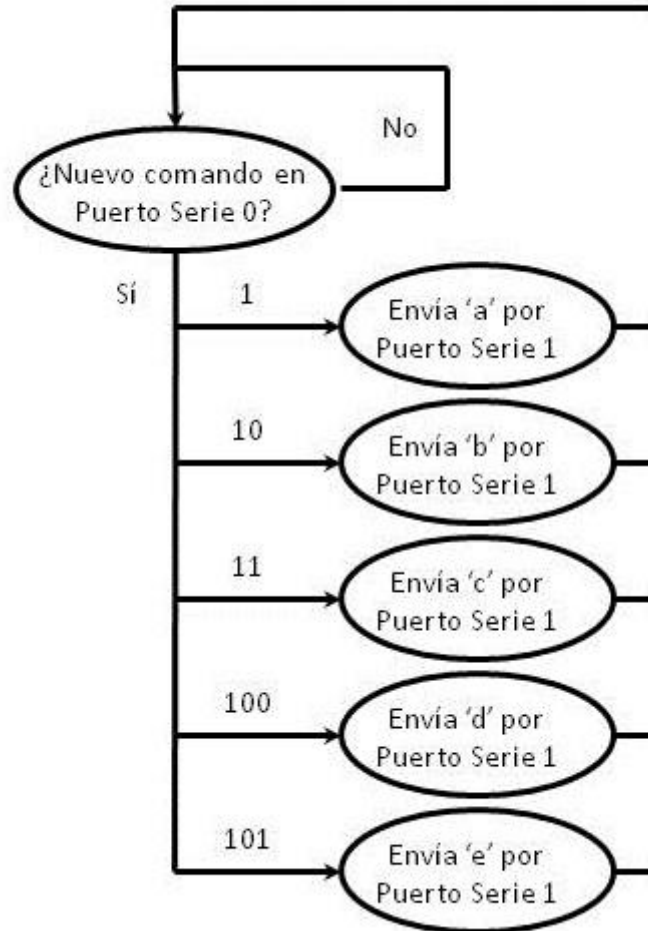 No
¿Nuevo comando en
Puerto Serie 0?
Sí
1
Envía ‘a’ por
Puerto Serie 1
10
Envía ‘b’ por
Puerto Serie 1
11
Envía ‘c’ por
Puerto Serie 1
100
Envía ‘d’ por
Puerto Serie 1
101
Envía ‘e’ por
Puerto Serie 1